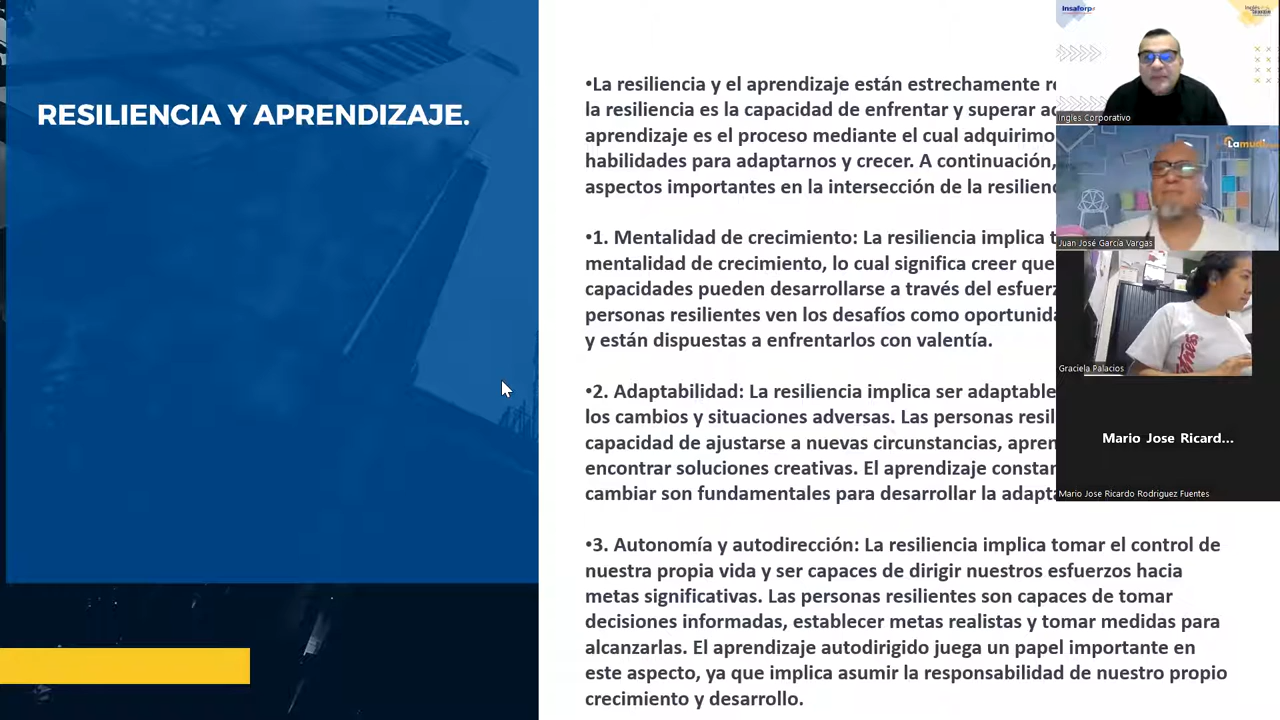 RESILIENCIA Y APRENDIZAJE.
•La resiliencia y el aprendizaje están estrechamente
la resiliencia es la capacidad de enfrentar y superar
aprendizaje es el proceso mediante el cual
habilidades para adaptarnos y crecer. A continuación,
aspectos importantes en la intersección de la
•1. Mentalidad de crecimiento: La resiliencia implica
mentalidad de crecimiento, lo cual significa creer que
capacidades pueden desarrollarse a través del
personas resilientes ven los desafíos como
y están dispuestas a enfrentarlos con valentía.
•2. Adaptabilidad: La resiliencia implica ser adaptable
los cambios y situaciones adversas. Las personas
capacidad de ajustarse a nuevas circunstancias,
encontrar soluciones creativas. El aprendizaje
cambiar son fundamentales para desarrollar la
•3. Autonomía y autodirección: La resiliencia implica tomar el control de
nuestra propia vida y ser capaces de dirigir nuestros esfuerzos hacia
metas significativas. Las personas resilientes son capaces de tomar
decisiones informadas, establecer metas realistas y tomar medidas para
alcanzarlas. El aprendizaje autodirigido juega un papel importante en
este aspecto, ya que implica asumir la responsabilidad de nuestro propio
crecimiento y desarrollo.
Insaforp
Ingles Corporativo
Juan José García Vargas
Graciela Palacios
Mario Jose Ricard...
Mario Jose Ricardo Rodriguez Fuentes